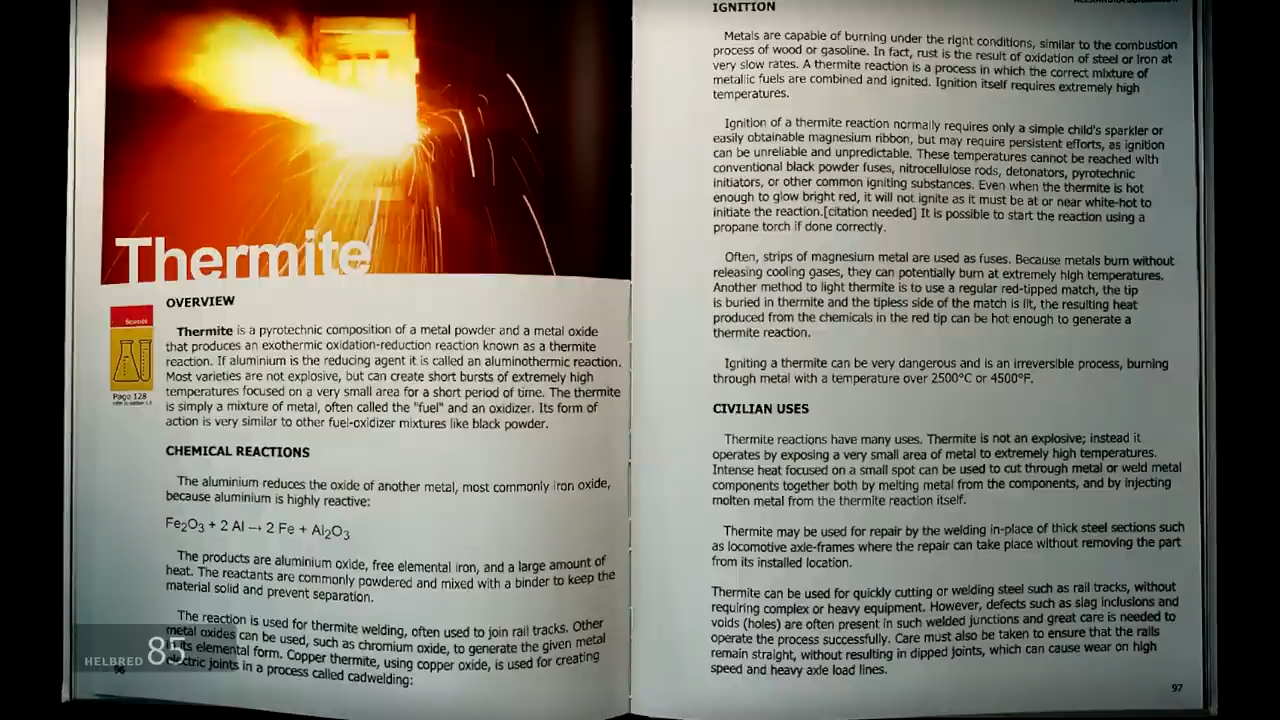 Thermite
Science
Page 128
OVERVIEW
Thermite is a pyrotechnic composition of a metal powder and a metal oxide
that produces an exothermic oxidation-reduction reaction known as a thermite
reaction. If aluminium is the reducing agent it is called an aluminothermic reaction.
Most varieties are not explosive, but can create short bursts of extremely high
temperatures focused on a very small area for a short period of time. The thermite
is simply a mixture of metal, often called the "fuel" and an oxidizer. Its form of
action is very similar to other fuel-oxidizer mixtures like black powder.
CHEMICAL REACTIONS
The aluminium reduces the oxide of another metal, most commonly iron oxide,
because aluminium is highly reactive:
Fe₂O₃ + 2 Al → 2 Fe + Al₂O₃
The products are aluminium oxide, free elemental iron, and a large amount of
heat. The reactants are commonly powdered and mixed with a binder to keep the
material solid and prevent separation.
The reaction is used for thermite welding, often used to join rail tracks. Other
metal oxides can be used, such as chromium oxide, to generate the given metal
its elemental form. Copper thermite, using copper oxide, is used for creating
electric joints in a process called cadwelding:
96
HELBRED 85
IGNITION
Metals are capable of burning under the right conditions, similar to the combustion
process of wood or gasoline. In fact, rust is the result of oxidation of steel or iron at
very slow rates. A thermite reaction is a process in which the correct mixture of
metallic fuels are combined and ignited. Ignition itself requires extremely high
temperatures.
Ignition of a thermite reaction normally requires only a simple child's sparkler or
easily obtainable magnesium ribbon, but may require persistent efforts, as ignition
can be unreliable and unpredictable. These temperatures cannot be reached with
conventional black powder fuses, nitrocellulose rods, detonators, pyrotechnic
initiators, or other common igniting substances. Even when the thermite is hot
enough to glow bright red, it will not ignite as it must be at or near white-hot to
initiate the reaction.[citation needed] It is possible to start the reaction using a
propane torch if done correctly.
Often, strips of magnesium metal are used as fuses. Because metals burn without
releasing cooling gases, they can potentially burn at extremely high temperatures.
Another method to light thermite is to use a regular red-tipped match, the tip
is buried in thermite and the tipless side of the match is lit, the resulting heat
produced from the chemicals in the red tip can be hot enough to generate a
thermite reaction.
Igniting a thermite can be very dangerous and is an irreversible process, burning
through metal with a temperature over 2500°C or 4500°F.
CIVILIAN USES
Thermite reactions have many uses. Thermite is not an explosive; instead it
operates by exposing a very small area of metal to extremely high temperatures.
Intense heat focused on a small spot can be used to cut through metal or weld metal
components together both by melting metal from the components, and by injecting
molten metal from the thermite reaction itself.
Thermite may be used for repair by the welding in-place of thick steel sections such
as locomotive axle-frames where the repair can take place without removing the part
from its installed location.
Thermite can be used for quickly cutting or welding steel such as rail tracks, without
requiring complex or heavy equipment. However, defects such as slag inclusions and
voids (holes) are often present in such welded junctions and great care is needed to
operate the process successfully. Care must also be taken to ensure that the rails
remain straight, without resulting in dipped joints, which can cause wear on high
speed and heavy axle load lines.
97